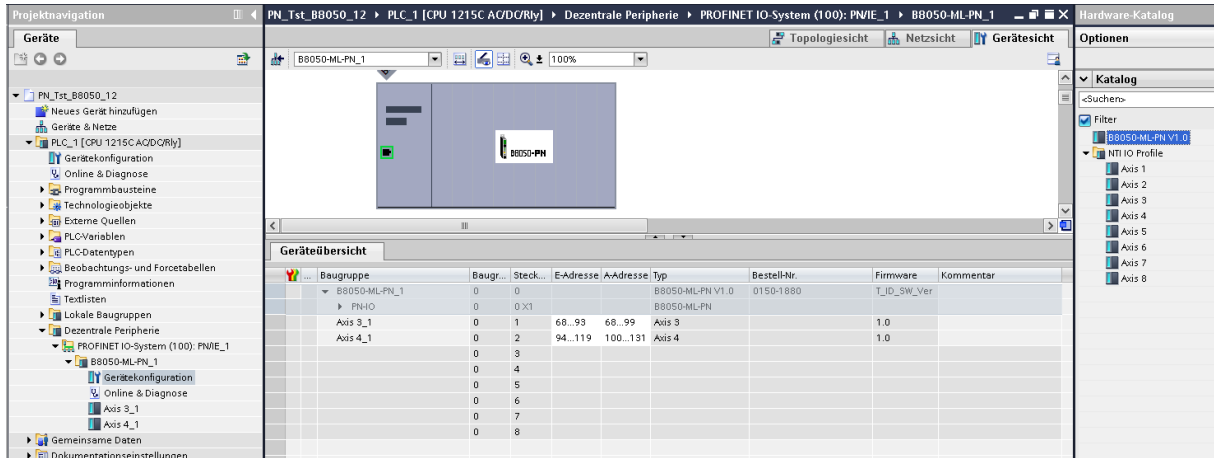 Projektnavigation
PN_Tst_B8050_12 ▸ PLC_1 [CPU 1215C AC/DC/Rly] ▸ Dezentrale Peripherie ▸ PROFINET IO-System (100): PN/IE_1 ▸ B8050-ML-PN_1
Hardware-Katalog
Geräte
Topologiesicht
Netzsicht
Gerätesicht
Optionen
B8050-ML-PN_1
100%
PN_Tst_B8050_12
Neues Gerät hinzufügen
Geräte & Netze
PLC_1 [CPU 1215C AC/DC/Rly]
Gerätekonfiguration
Online & Diagnose
Programmbausteine
Technologieobjekte
Externe Quellen
PLC-Variablen
PLC-Datentypen
Beobachtungs- und Forcetabellen
Programminformationen
Textlisten
Lokale Baugruppen
Dezentrale Peripherie
PROFINET IO-System (100): PN/IE_1
B8050-ML-PN_1
Gerätekonfiguration
Online & Diagnose
Axis 3_1
Axis 4_1
Gemeinsame Daten
Dokumentationseinstellungen
B8050-PN
Geräteübersicht
... Baugruppe Baugr... Steck... E-Adresse A-Adresse Typ Bestell-Nr. Firmware Kommentar
B8050-ML-PN_1 0 0 B8050-ML-PN V1.0 0150-1880 T_ID_SW_Ver
PN-IO 0 0 X1 B8050-ML-PN
Axis 3_1 0 1 68...93 68...99 Axis 3 1.0
Axis 4_1 0 2 94...119 100...131 Axis 4 1.0
0 3
0 4
0 5
0 6
0 7
0 8
Katalog
<Suchen>
Filter
B8050-ML-PN V1.0
NTI IO Profile
Axis 1
Axis 2
Axis 3
Axis 4
Axis 5
Axis 6
Axis 7
Axis 8